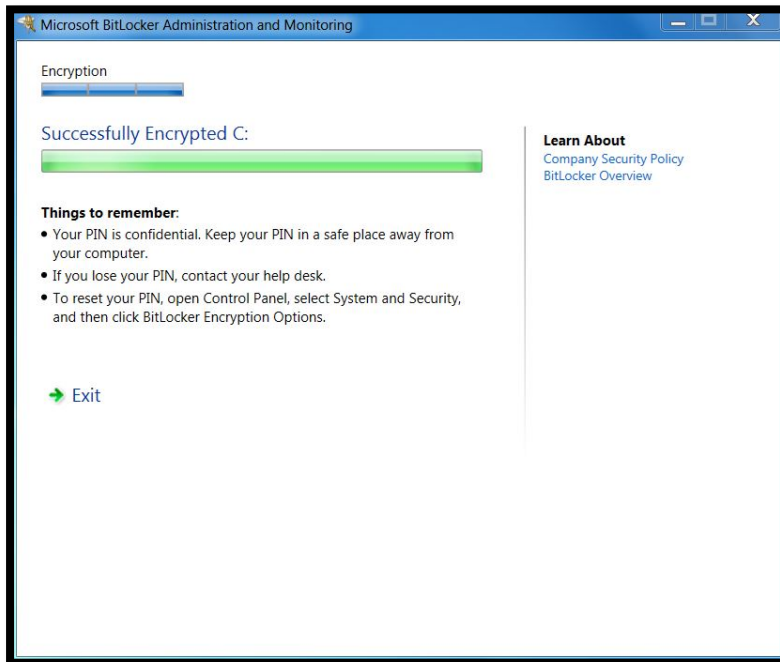 Microsoft BitLocker Administration and Monitoring
Encryption
Successfully Encrypted C:
Things to remember:
• Your PIN is confidential. Keep your PIN in a safe place away from
your computer.
• If you lose your PIN, contact your help desk.
• To reset your PIN, open Control Panel, select System and Security,
and then click BitLocker Encryption Options.
Exit
Learn About
Company Security Policy
BitLocker Overview